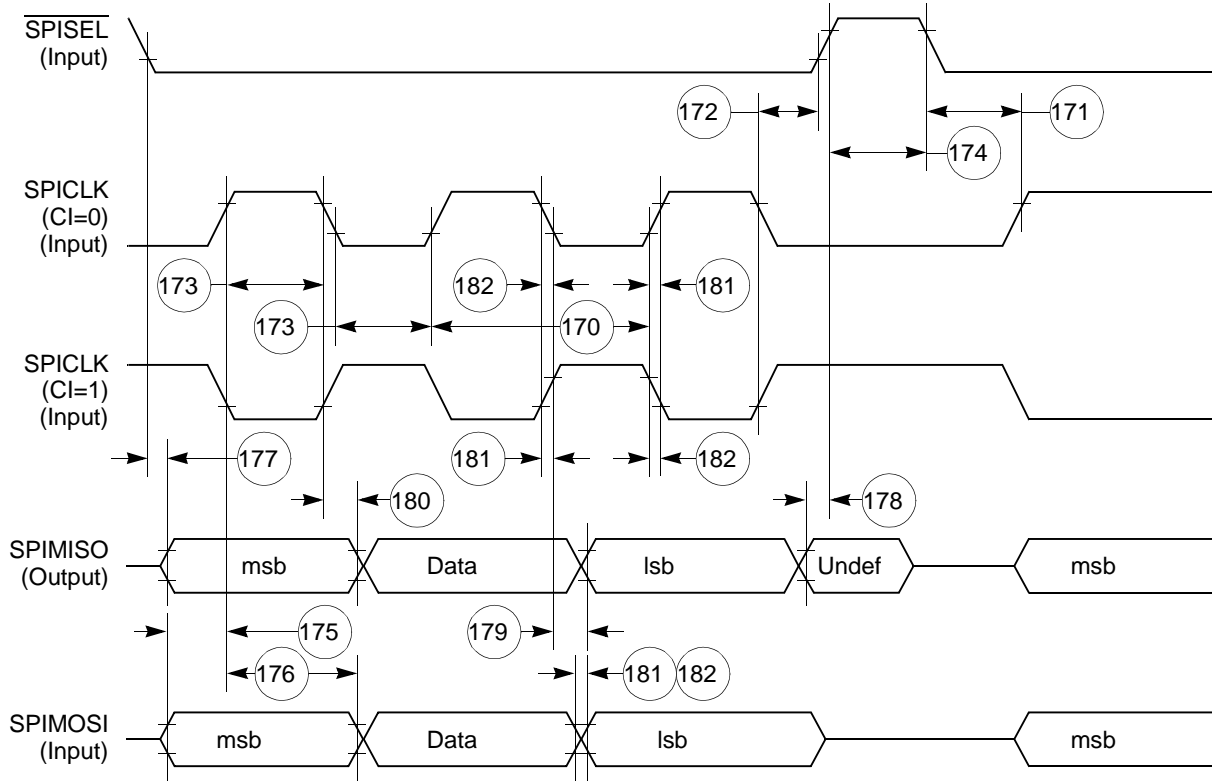 SPISEL
(Input)
172
171
174
SPICLK
(CI=0)
(Input)
173
182
181
173
170
SPICLK
(CI=1)
(Input)
177
181
182
180
178
SPIMISO
(Output)
msb
Data
lsb
Undef
msb
175
179
176
181
182
SPIMOSI
(Input)
msb
Data
lsb
msb